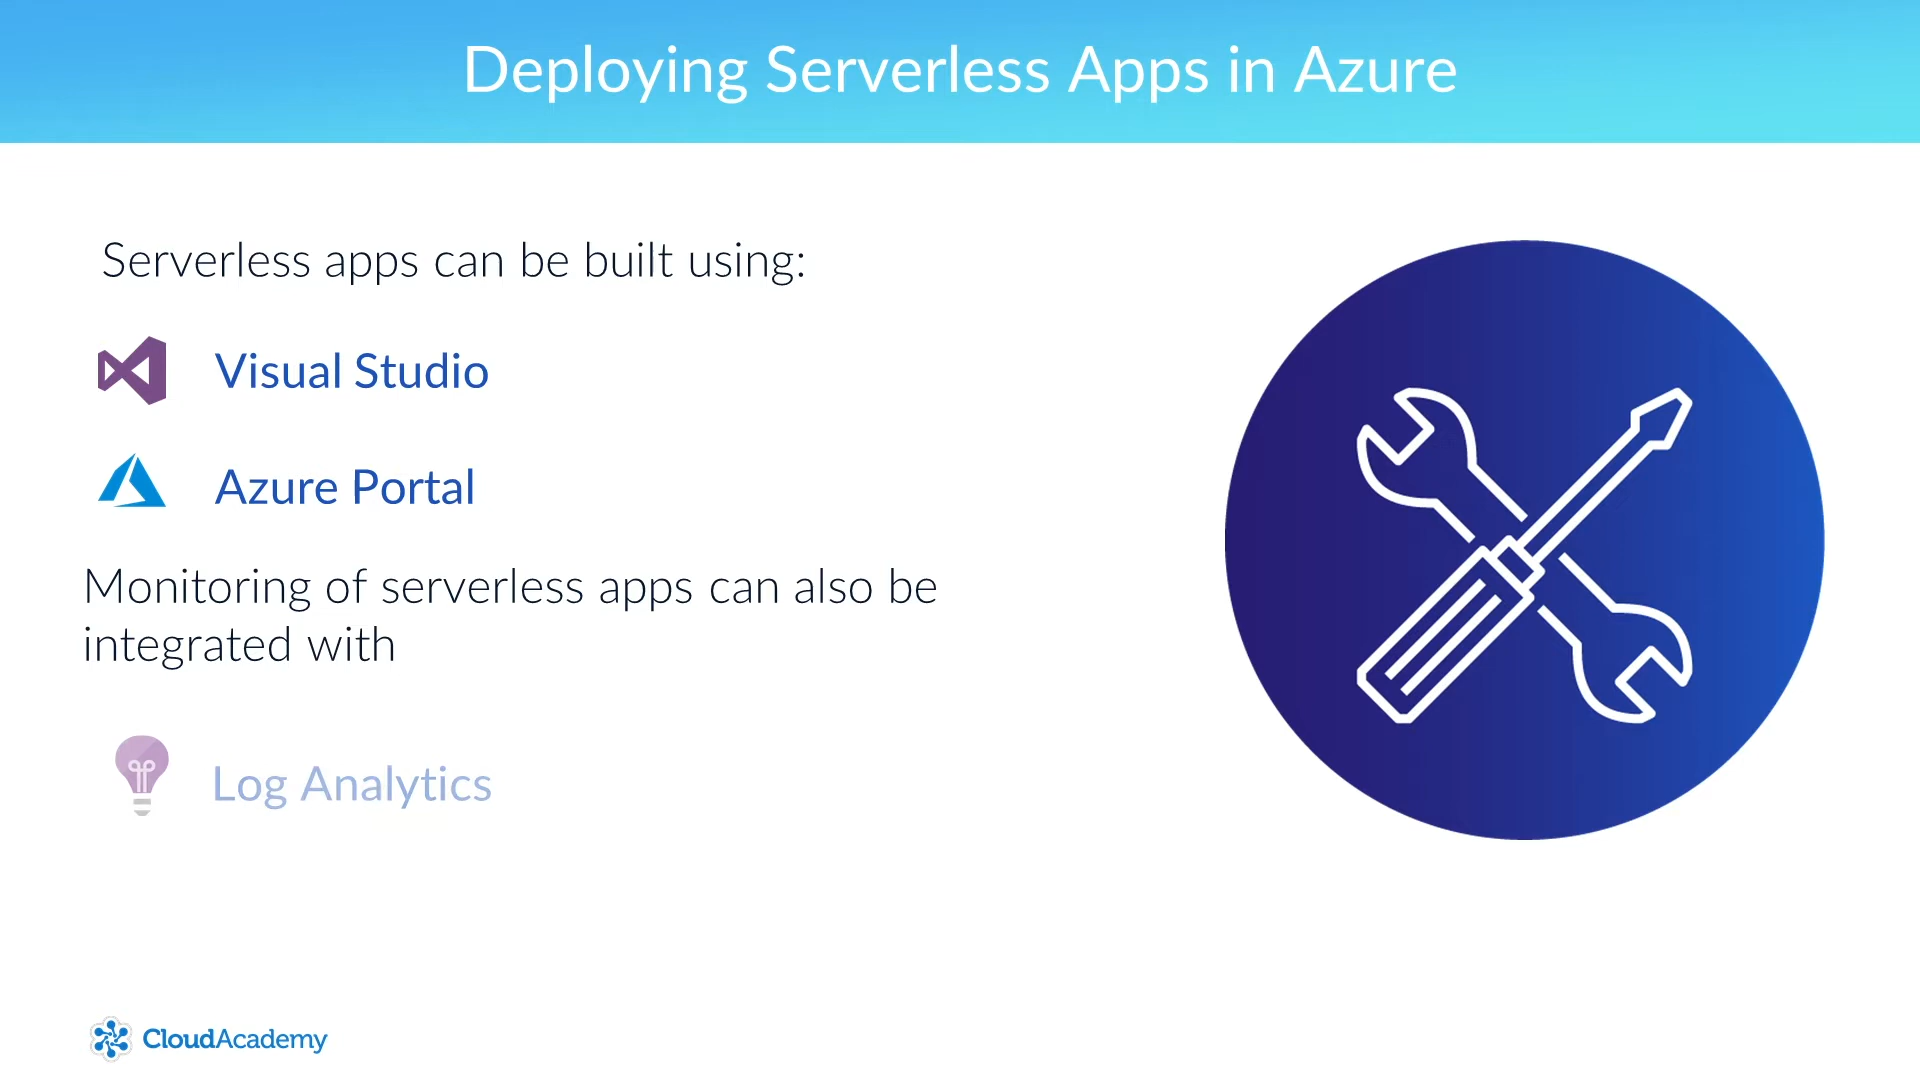 Deploying Serverless Apps in Azure
Serverless apps can be built using:
Visual Studio
Azure Portal
Monitoring of serverless apps can also be
integrated with
Log Analytics
CloudAcademy